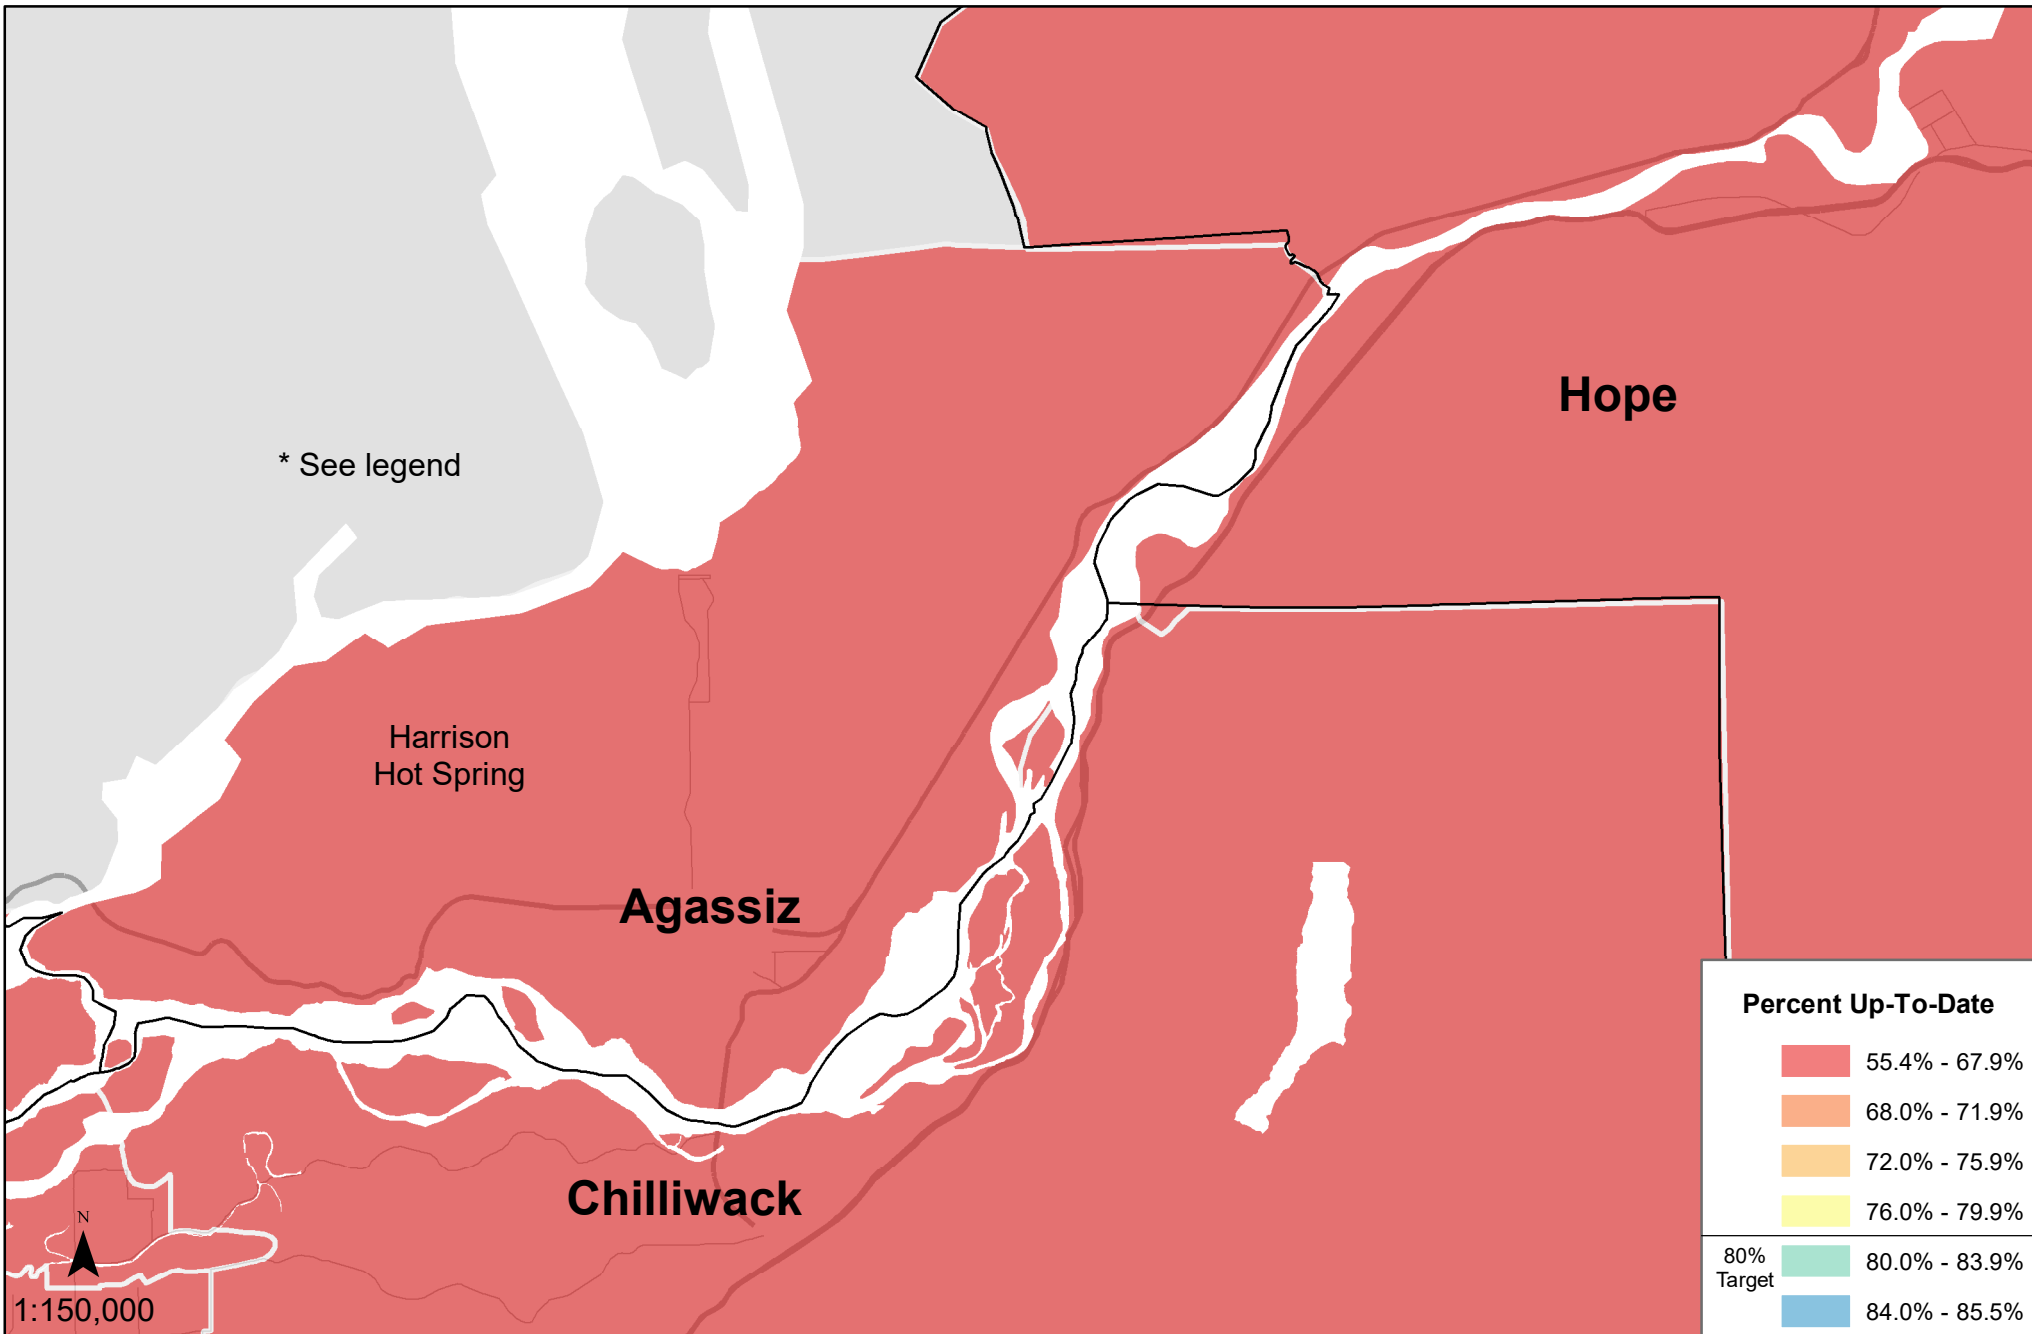 Hope
* See legend
Harrison
Hot Spring
Agassiz
Chilliwack
N
1:150,000
Percent Up-To-Date
55.4% - 67.9%
68.0% - 71.9%
72.0% - 75.9%
76.0% - 79.9%
80%
Target
80.0% - 83.9%
84.0% - 85.5%